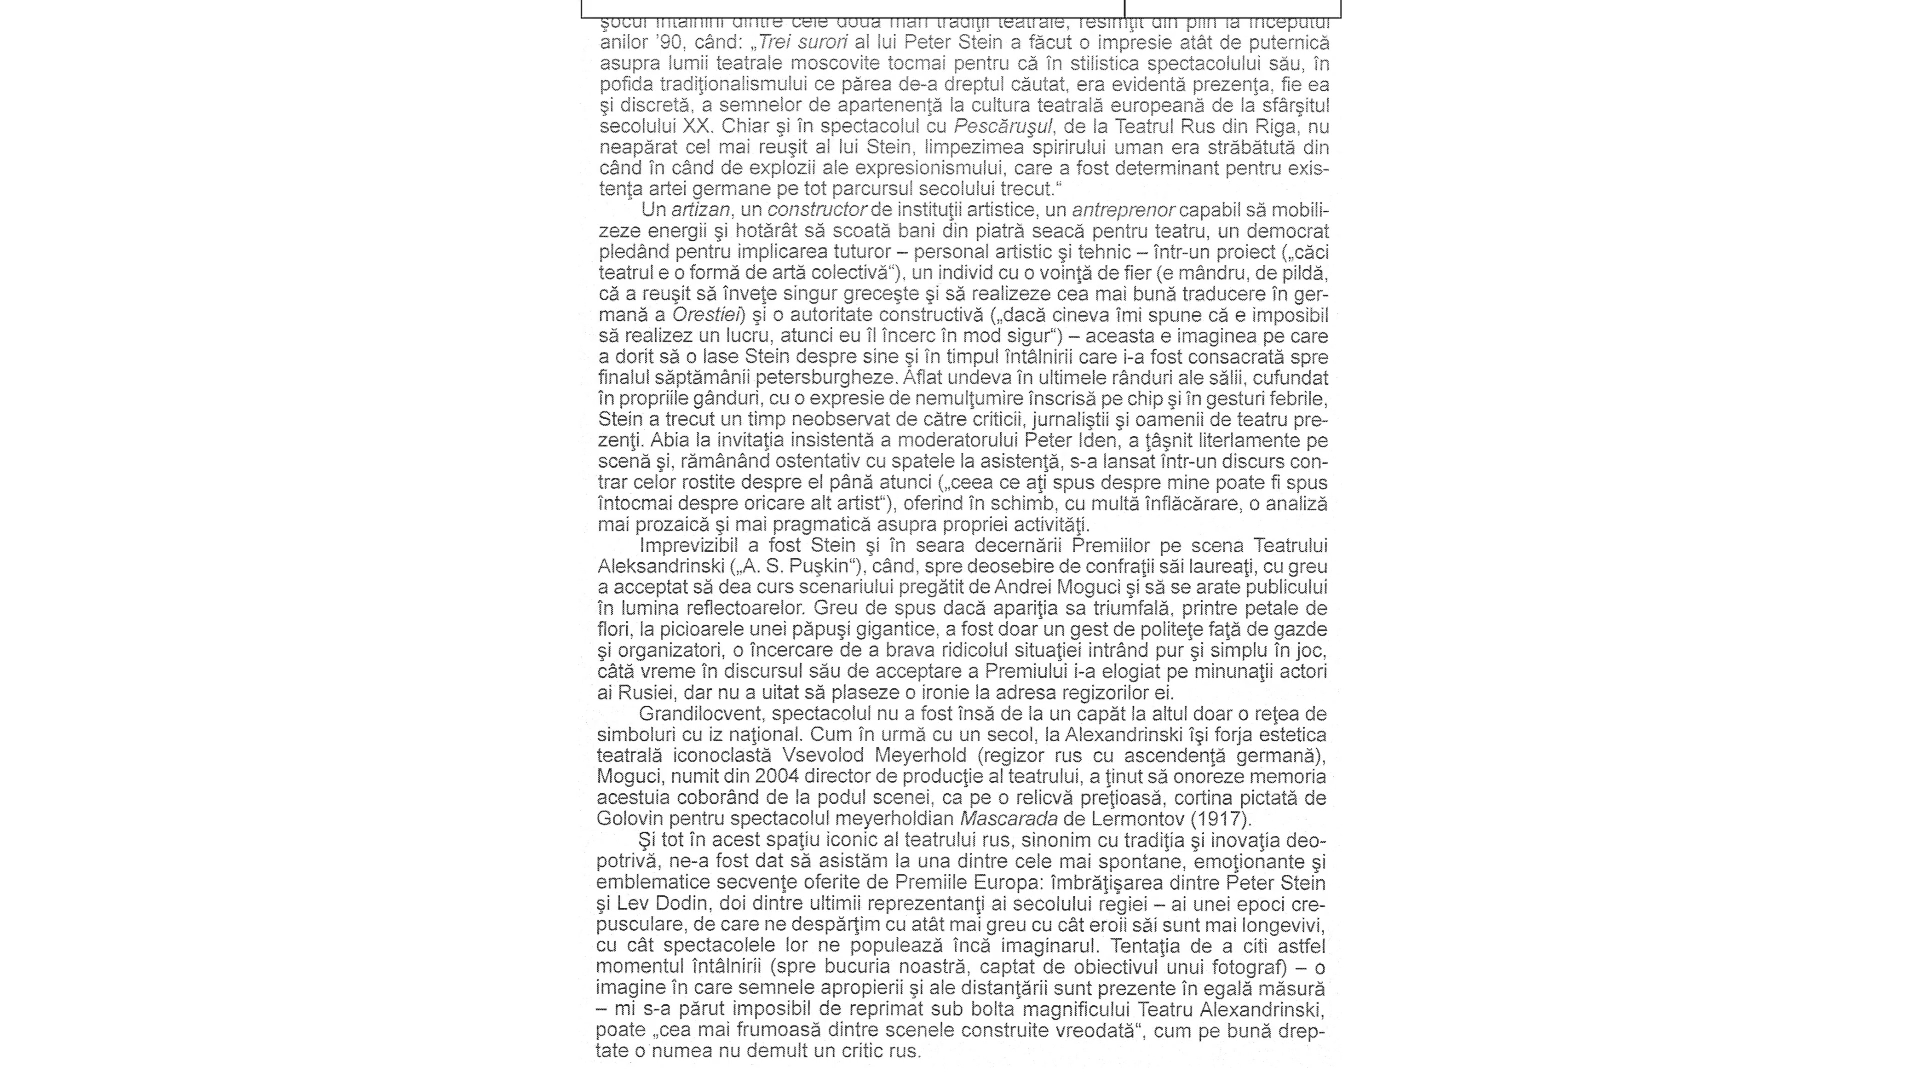 şocul întâlnirii dintre cele două mari tradiţii teatrale, resimţit din plin la începutul
anilor ’90, când: „Trei surori al lui Peter Stein a făcut o impresie atât de puternică
asupra lumii teatrale moscovite tocmai pentru că în stilistica spectacolului său, în
pofida tradiţionalismului ce părea de-a dreptul căutat, era evidentă prezenţa, fie ea
şi discretă, a semnelor de apartenenţă la cultura teatrală europeană de la sfârşitul
secolului XX. Chiar şi în spectacolul cu Pescăruşul, de la Teatrul Rus din Riga, nu
neapărat cel mai reuşit al lui Stein, limpezimea spirirului uman era străbătută din
când în când de explozii ale expresionismului, care a fost determinant pentru exis-
tenţa artei germane pe tot parcursul secolului trecut.“
Un artizan, un constructor de instituţii artistice, un antreprenor capabil să mobili-
zeze energii şi hotărât să scoată bani din piatră seacă pentru teatru, un democrat
pledând pentru implicarea tuturor – personal artistic şi tehnic – într-un proiect („căci
teatrul e o formă de artă colectivă“), un individ cu o voinţă de fier (e mândru, de pildă,
că a reuşit să înveţe singur greceşte şi să realizeze cea mai bună traducere în ger-
mană a Orestiei) şi o autoritate constructivă („dacă cineva îmi spune că e imposibil
să realizez un lucru, atunci eu îl încerc în mod sigur“) – aceasta e imaginea pe care
a dorit să o lase Stein despre sine şi în timpul întâlnirii care i-a fost consacrată spre
finalul săptămânii petersburgheze. Aflat undeva în ultimele rânduri ale sălii, cufundat
în propriile gânduri, cu o expresie de nemulţumire înscrisă pe chip şi în gesturi febrile,
Stein a trecut un timp neobservat de către criticii, jurnaliştii şi oamenii de teatru pre-
zenţi. Abia la invitaţia insistentă a moderatorului Peter Iden, a ţâşnit literlamente pe
scenă şi, rămânând ostentativ cu spatele la asistenţă, s-a lansat într-un discurs con-
trar celor rostite despre el până atunci („ceea ce aţi spus despre mine poate fi spus
întocmai despre oricare alt artist“), oferind în schimb, cu multă înflăcărare, o analiză
mai prozaică şi mai pragmatică asupra propriei activităţi.
Imprevizibil a fost Stein şi în seara decernării Premiilor pe scena Teatrului
Aleksandrinski („A. S. Puşkin“), când, spre deosebire de confraţii săi laureaţi, cu greu
a acceptat să dea curs scenariului pregătit de Andrei Moguci şi să se arate publicului
în lumina reflectoarelor. Greu de spus dacă apariţia sa triumfală, printre petale de
flori, la picioarele unei păpuşi gigantice, a fost doar un gest de politeţe faţă de gazde
şi organizatori, o încercare de a brava ridicolul situaţiei intrând pur şi simplu în joc,
câtă vreme în discursul său de acceptare a Premiului i-a elogiat pe minunaţii actori
ai Rusiei, dar nu a uitat să plaseze o ironie la adresa regizorilor ei.
Grandilocvent, spectacolul nu a fost însă de la un capăt la altul doar o reţea de
simboluri cu iz naţional. Cum în urmă cu un secol, la Alexandrinski îşi forja estetica
teatrală iconoclastă Vsevolod Meyerhold (regizor rus cu ascendenţă germană),
Moguci, numit din 2004 director de producţie al teatrului, a ţinut să onoreze memoria
acestuia coborând de la podul scenei, ca pe o relicvă preţioasă, cortina pictată de
Golovin pentru spectacolul meyerholdian Mascarada de Lermontov (1917).
Şi tot în acest spaţiu iconic al teatrului rus, sinonim cu tradiţia şi inovaţia deo-
potrivă, ne-a fost dat să asistăm la una dintre cele mai spontane, emoţionante şi
emblematice secvenţe oferite de Premiile Europa: îmbrăţişarea dintre Peter Stein
şi Lev Dodin, doi dintre ultimii reprezentanţi ai secolului regiei – ai unei epoci cre-
pusculare, de care ne despărţim cu atât mai greu cu cât eroii săi sunt mai longevivi,
cu cât spectacolele lor ne populează încă imaginarul. Tentaţia de a citi astfel
momentul întâlnirii (spre bucuria noastră, captat de obiectivul unui fotograf) – o
imagine în care semnele apropierii şi ale distanţării sunt prezente în egală măsură
– mi s-a părut imposibil de reprimat sub bolta magnificului Teatru Alexandrinski,
poate „cea mai frumoasă dintre scenele construite vreodată“, cum pe bună drep-
tate o numea nu demult un critic rus.